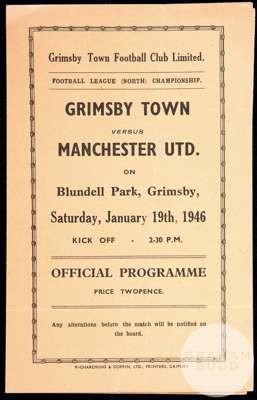 Grimsby Town Football Club Limited.
FOOTBALL LEAGUE (NORTH) CHAMPIONSHIP.
GRIMSBY TOWN
VERSUS
MANCHESTER UTD.
ON
Blundell Park, Grimsby,
Saturday, January 19th, 1946
KICK OFF - 2-30 P.M.
OFFICIAL PROGRAMME
PRICE TWOPENCE.
Any alterations before the match will be notified on
the board.
RICHARDSONS & COPPIN, LTD., PRINTERS, GRIMSBY
BUDD